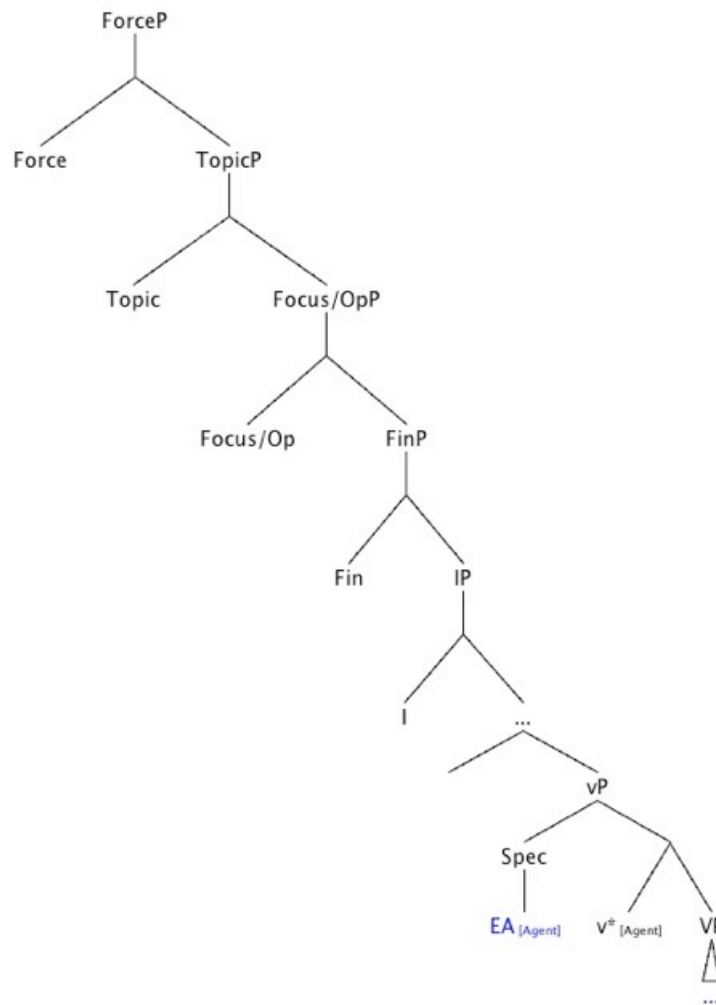 ForceP
Force TopicP
Topic Focus/OpP
Focus/Op FinP
Fin IP
I ...
vP
Spec
EA [Agent] v* [Agent]
...